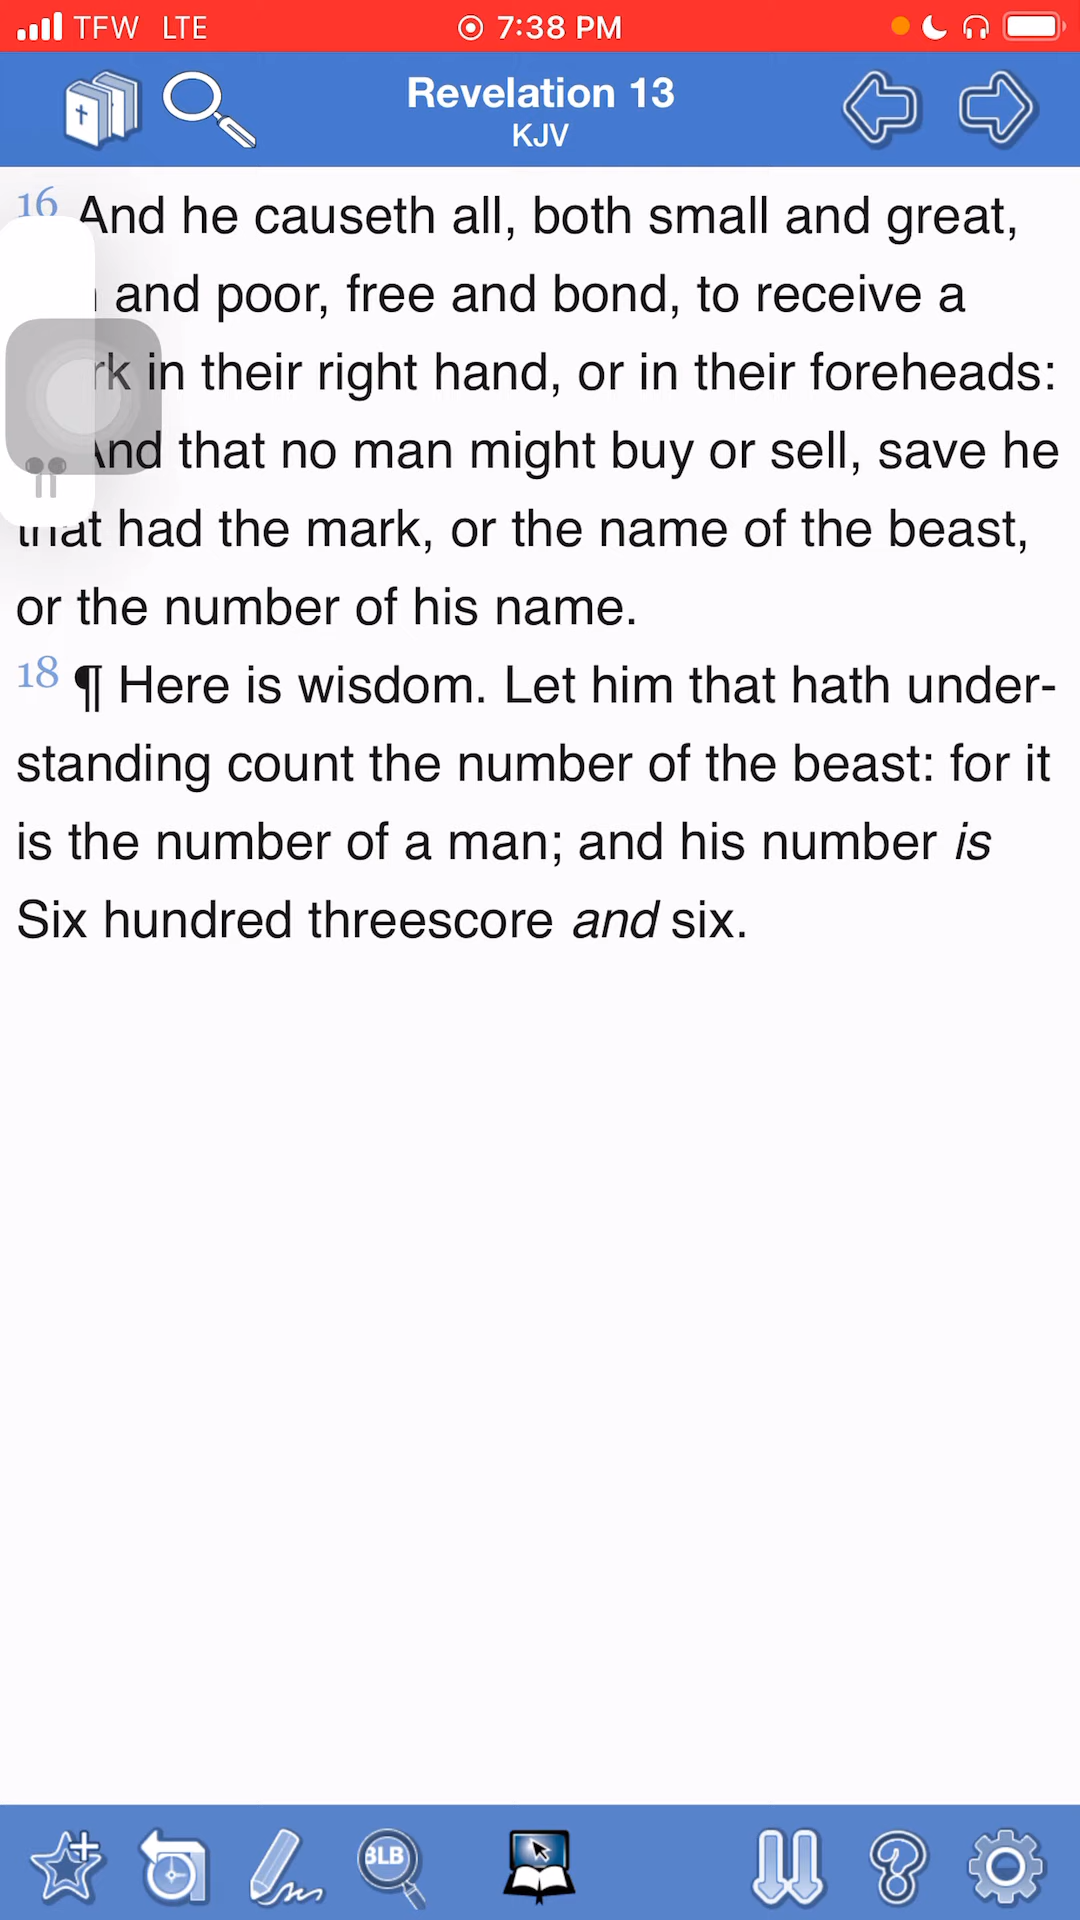 TFW LTE 7:38 PM
Revelation 13
KJV
16 And he causeth all, both small and great,
and poor, free and bond, to receive a
in their right hand, or in their foreheads:
And that no man might buy or sell, save he
that had the mark, or the name of the beast,
or the number of his name.
18 ¶ Here is wisdom. Let him that hath under-
standing count the number of the beast: for it
is the number of a man; and his number is
Six hundred threescore and six.
BLB